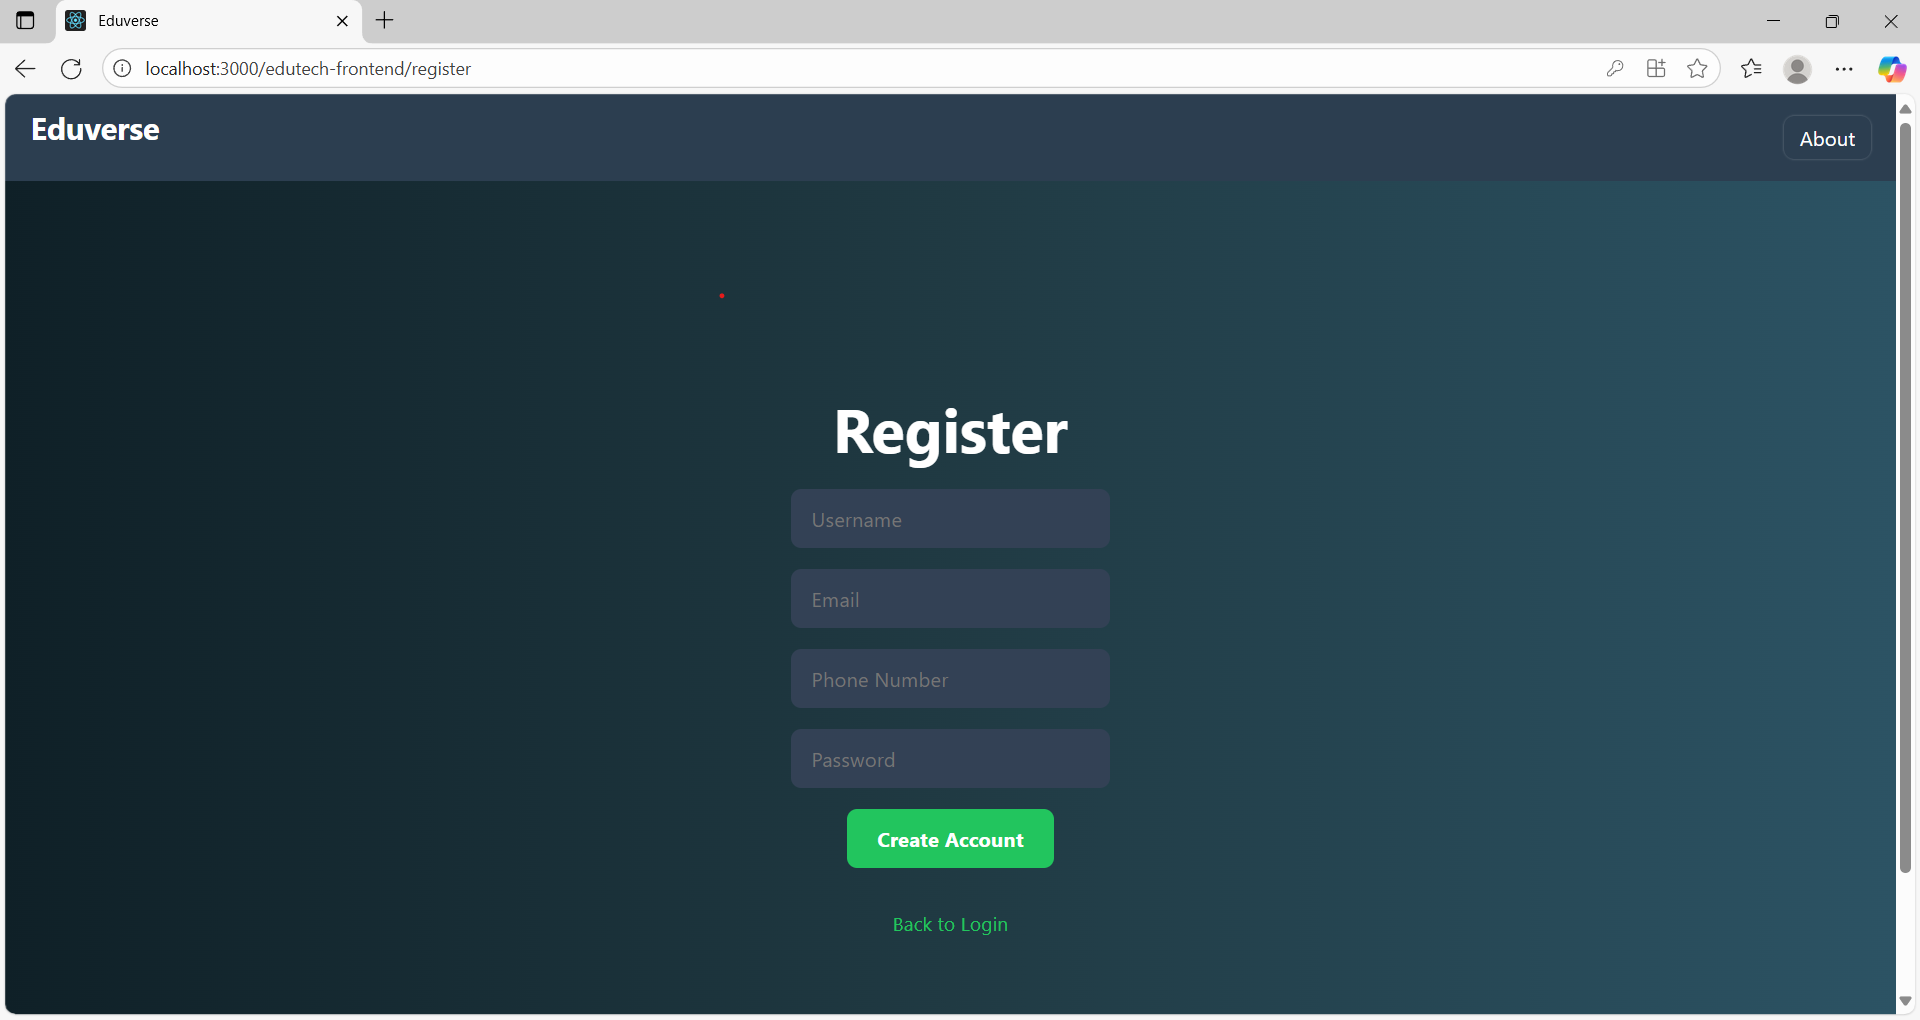 Eduverse
localhost:3000/edutech-frontend/register
Eduverse
About
Register
Username
Email
Phone Number
Password
Create Account
Back to Login